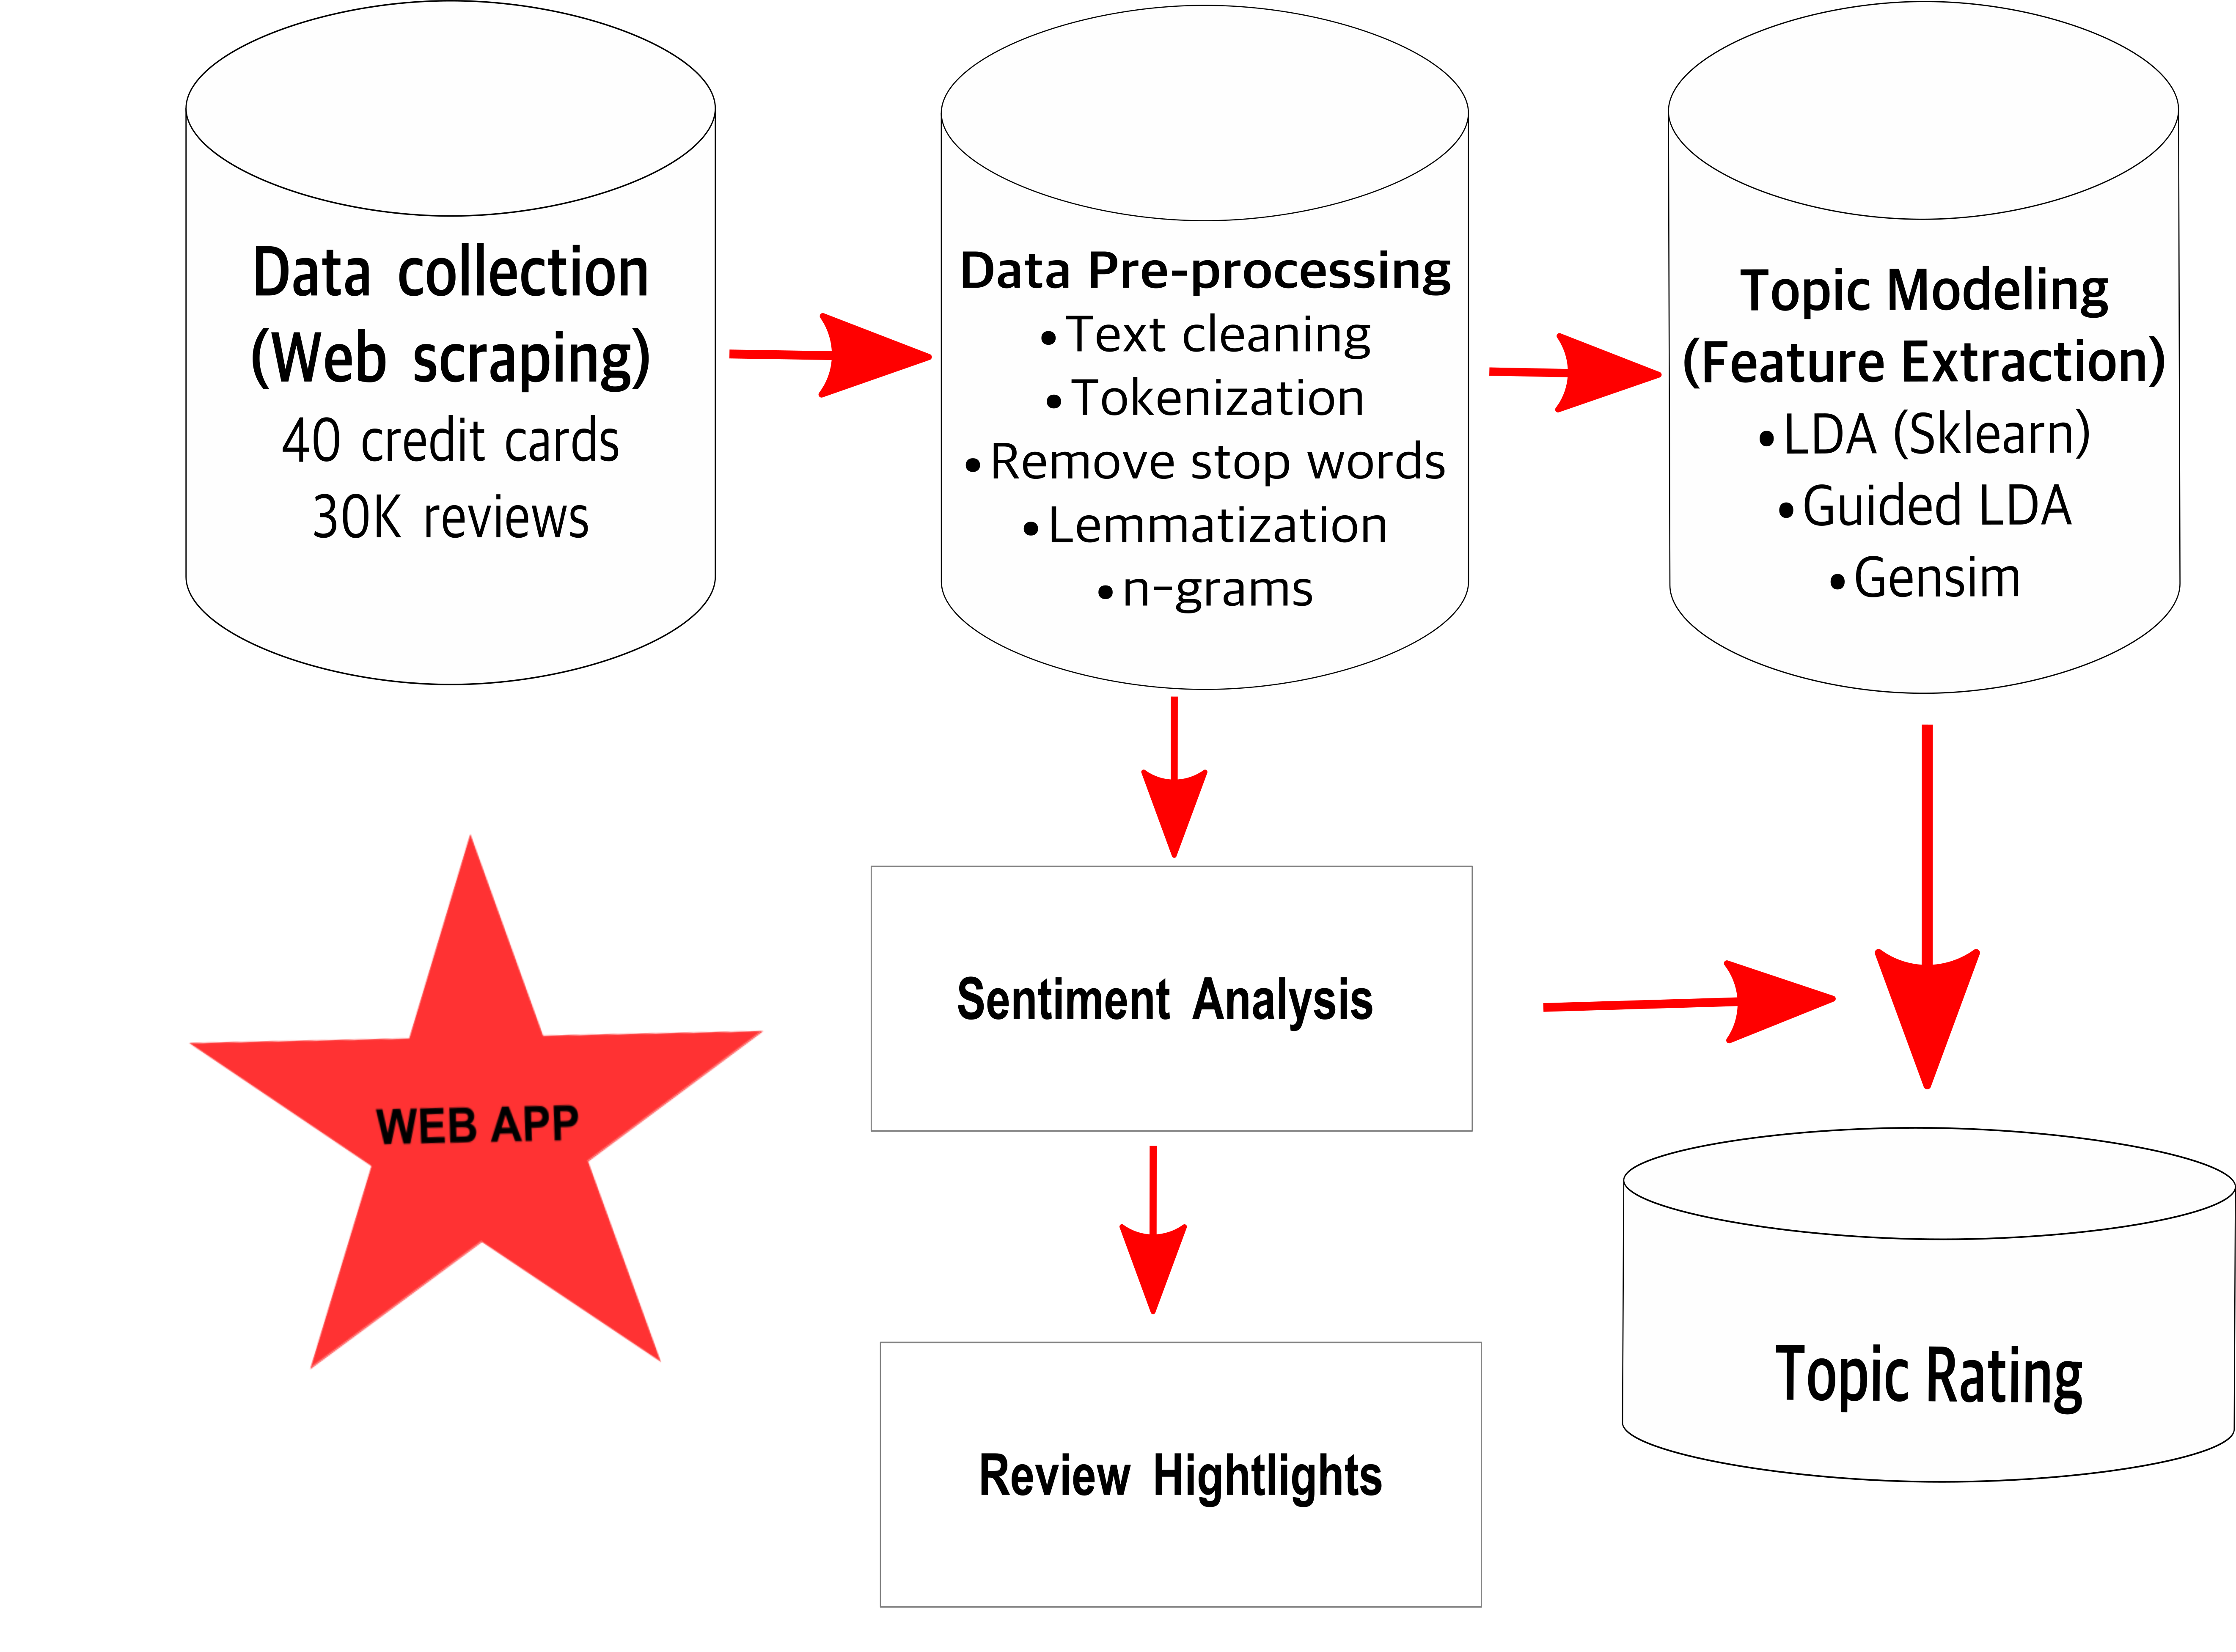 Data collection
(Web scraping)
40 credit cards
30K reviews
Data Pre-processing
• Text cleaning
• Tokenization
• Remove stop words
• Lemmatization
• n-grams
Topic Modeling
(Feature Extraction)
• LDA (Sklearn)
• Guided LDA
• Gensim
WEB APP
Sentiment Analysis
Review Hightlights
Topic Rating